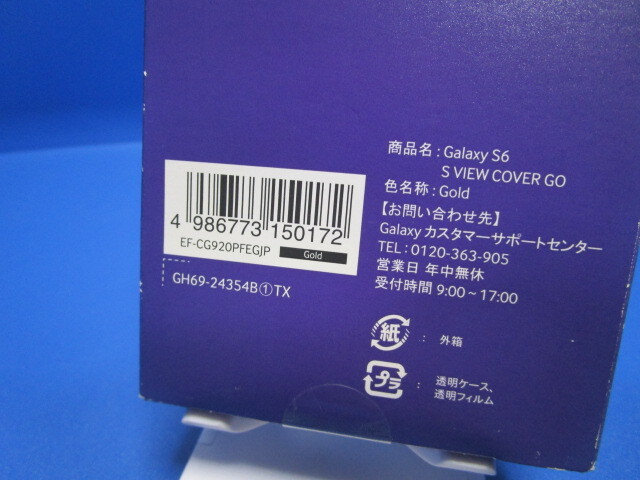 商品名 : Galaxy S6
S VIEW COVER GO
色名称 : Gold
【お問い合わせ先】
Galaxy カスタマーサポートセンター
TEL : 0120-363-905
営業日 年中無休
受付時間 9:00~17:00
4 986773 150172
EF-CG920PFEGJP Gold
GH69-24354B①TX
紙 : 外箱
プラ : 透明ケース、
透明フィルム